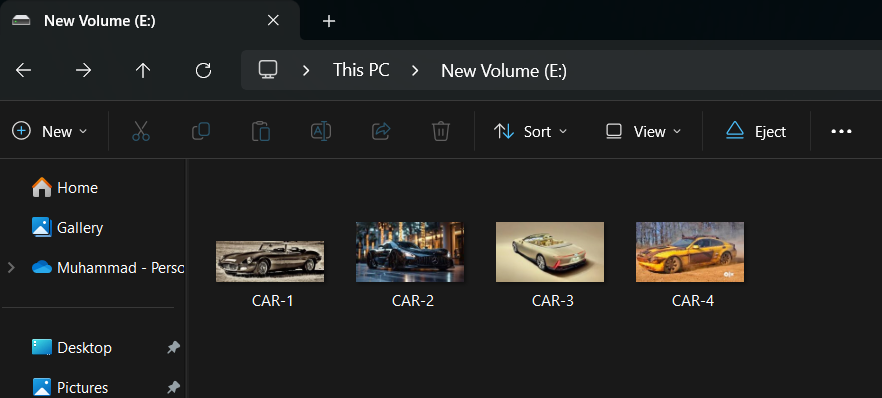 New Volume (E:)
This PC
New Volume (E:)
New
Sort
View
Eject
Home
Gallery
Muhammad - Perso
Desktop
Pictures
CAR-1
CAR-2
CAR-3
CAR-4